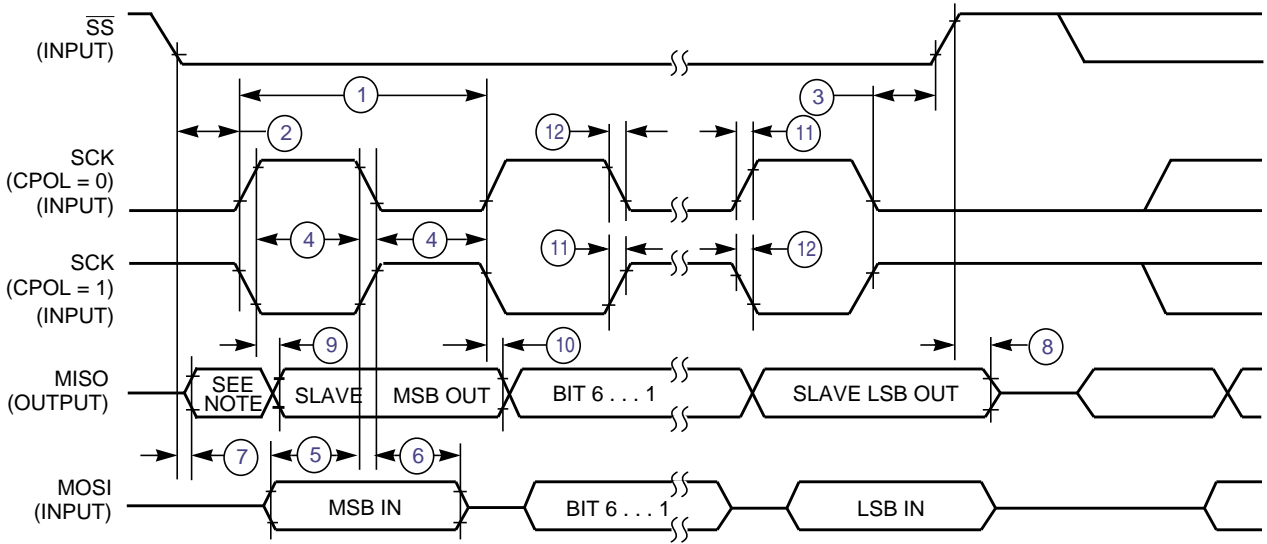 SS
(INPUT)
1
3
2
12
11
SCK
(CPOL = 0)
(INPUT)
4
4
11
12
SCK
(CPOL = 1)
(INPUT)
9
10
8
MISO
(OUTPUT)
SEE
NOTE
SLAVE
MSB OUT
BIT 6 . . . 1
SLAVE LSB OUT
7
5
6
MOSI
(INPUT)
MSB IN
BIT 6 . . . 1
LSB IN